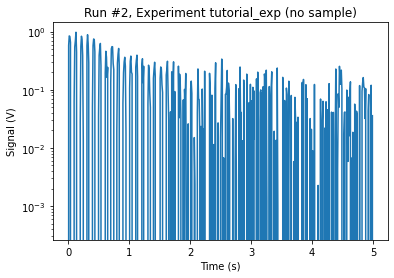 Run #2, Experiment tutorial_exp (no sample)
Signal (V)
10⁰
10⁻¹
10⁻²
10⁻³
0 1 2 3 4 5
Time (s)